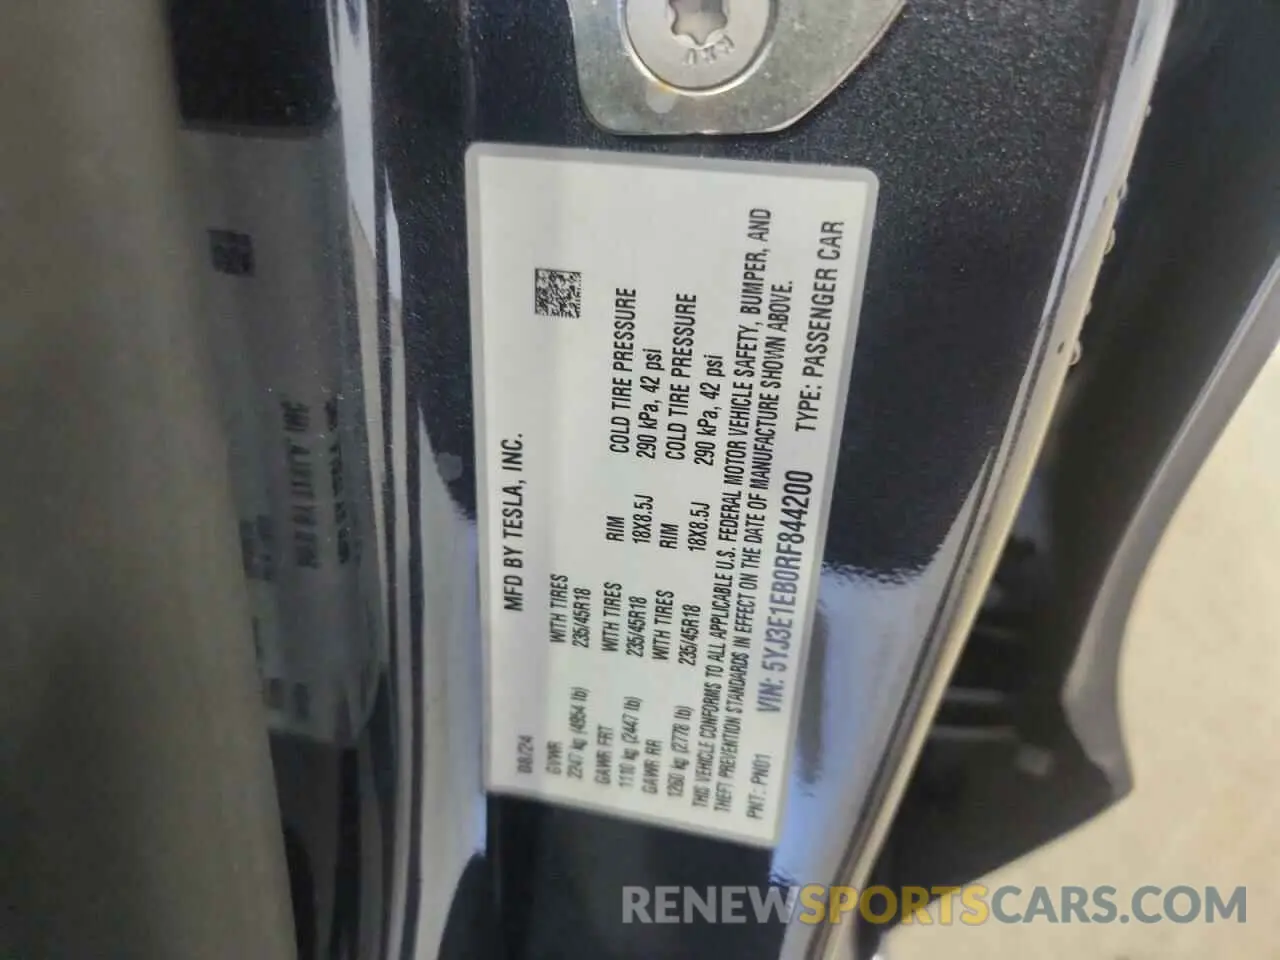 MFD BY TESLA, INC.
08/24
GVWR
2247 kg (4954 lb)
WITH TIRES
235/45R18
RIM
18X8.5J
COLD TIRE PRESSURE
290 kPa, 42 psi
GAWR FRT
1110 kg (2447 lb)
WITH TIRES
235/45R18
RIM
18X8.5J
COLD TIRE PRESSURE
290 kPa, 42 psi
GAWR RR
1260 kg (2778 lb)
WITH TIRES
235/45R18
THIS VEHICLE CONFORMS TO ALL APPLICABLE U.S. FEDERAL MOTOR VEHICLE SAFETY, BUMPER, AND
THEFT PREVENTION STANDARDS IN EFFECT ON THE DATE OF MANUFACTURE SHOWN ABOVE.
PNT: PN01
VIN: 5YJ3E1EB0RF844200
TYPE: PASSENGER CAR
RENEWSPORTSCARS.COM